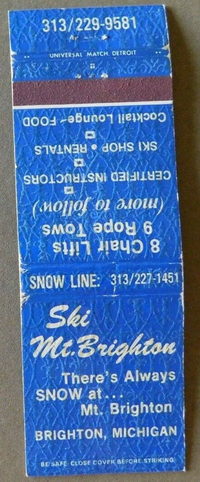 313/229-9581
UNIVERSAL MATCH, DETROIT
Cocktail Lounge-FOOD
SKI SHOP • RENTALS
CERTIFIED INSTRUCTORS
(more to follow)
9 Rope Tows
8 Chair Lifts
SNOW LINE: 313/227-1451
Ski
Mt. Brighton
There's Always
SNOW at...
Mt. Brighton
BRIGHTON, MICHIGAN
BE SAFE. CLOSE COVER BEFORE STRIKING.